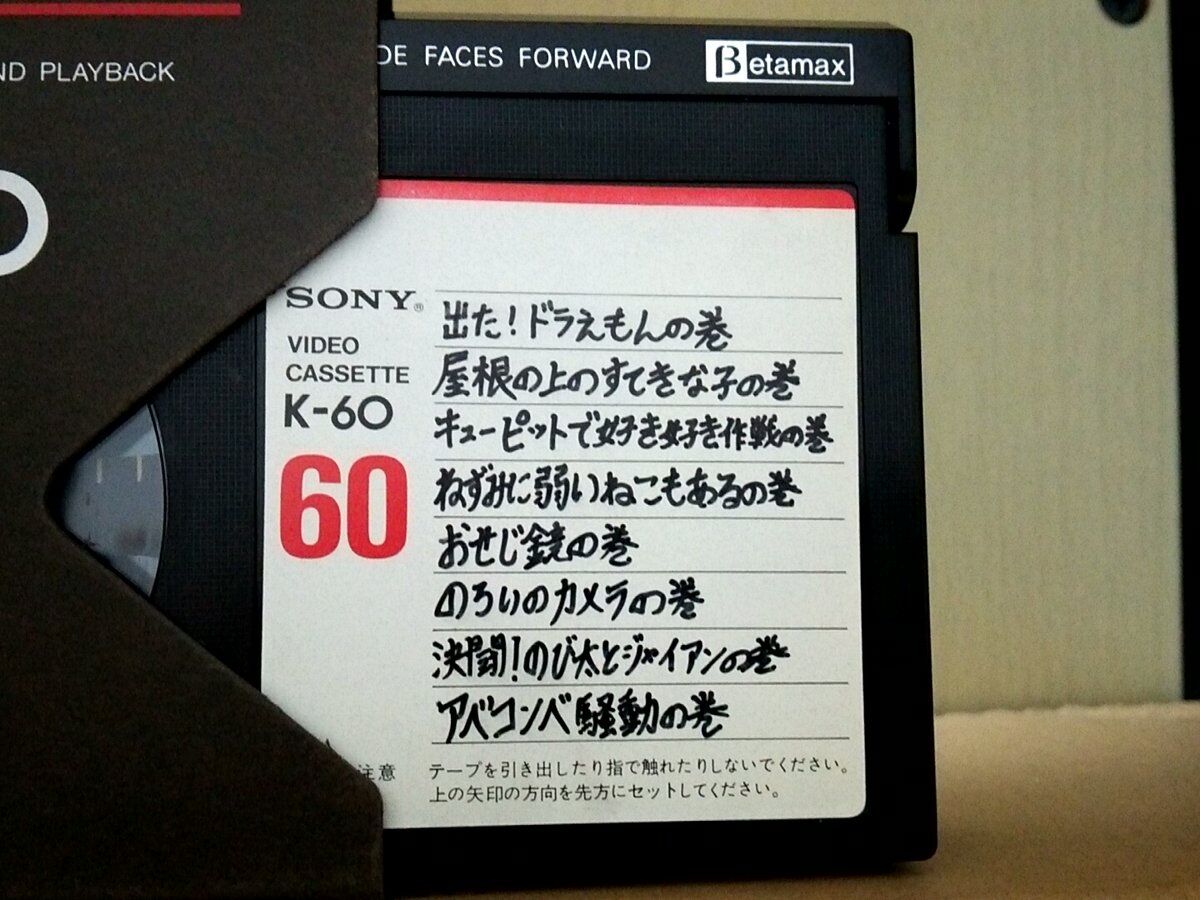 ND PLAYBACK
DE FACES FORWARD
Betamax
SONY®
VIDEO
CASSETTE
K-60
60
出た!ドラえもんの巻
屋根の上のすてきな子の巻
キューピットで好き好き作戦の巻
ねずみに弱いねこもあるの巻
おせじ鏡の巻
のろいのカメラの巻
決闘!のび太とジャイアンの巻
アベコンベ騒動の巻
注意
テープを引き出したり指で触れたりしないでください。
上の矢印の方向を先方にセットしてください。